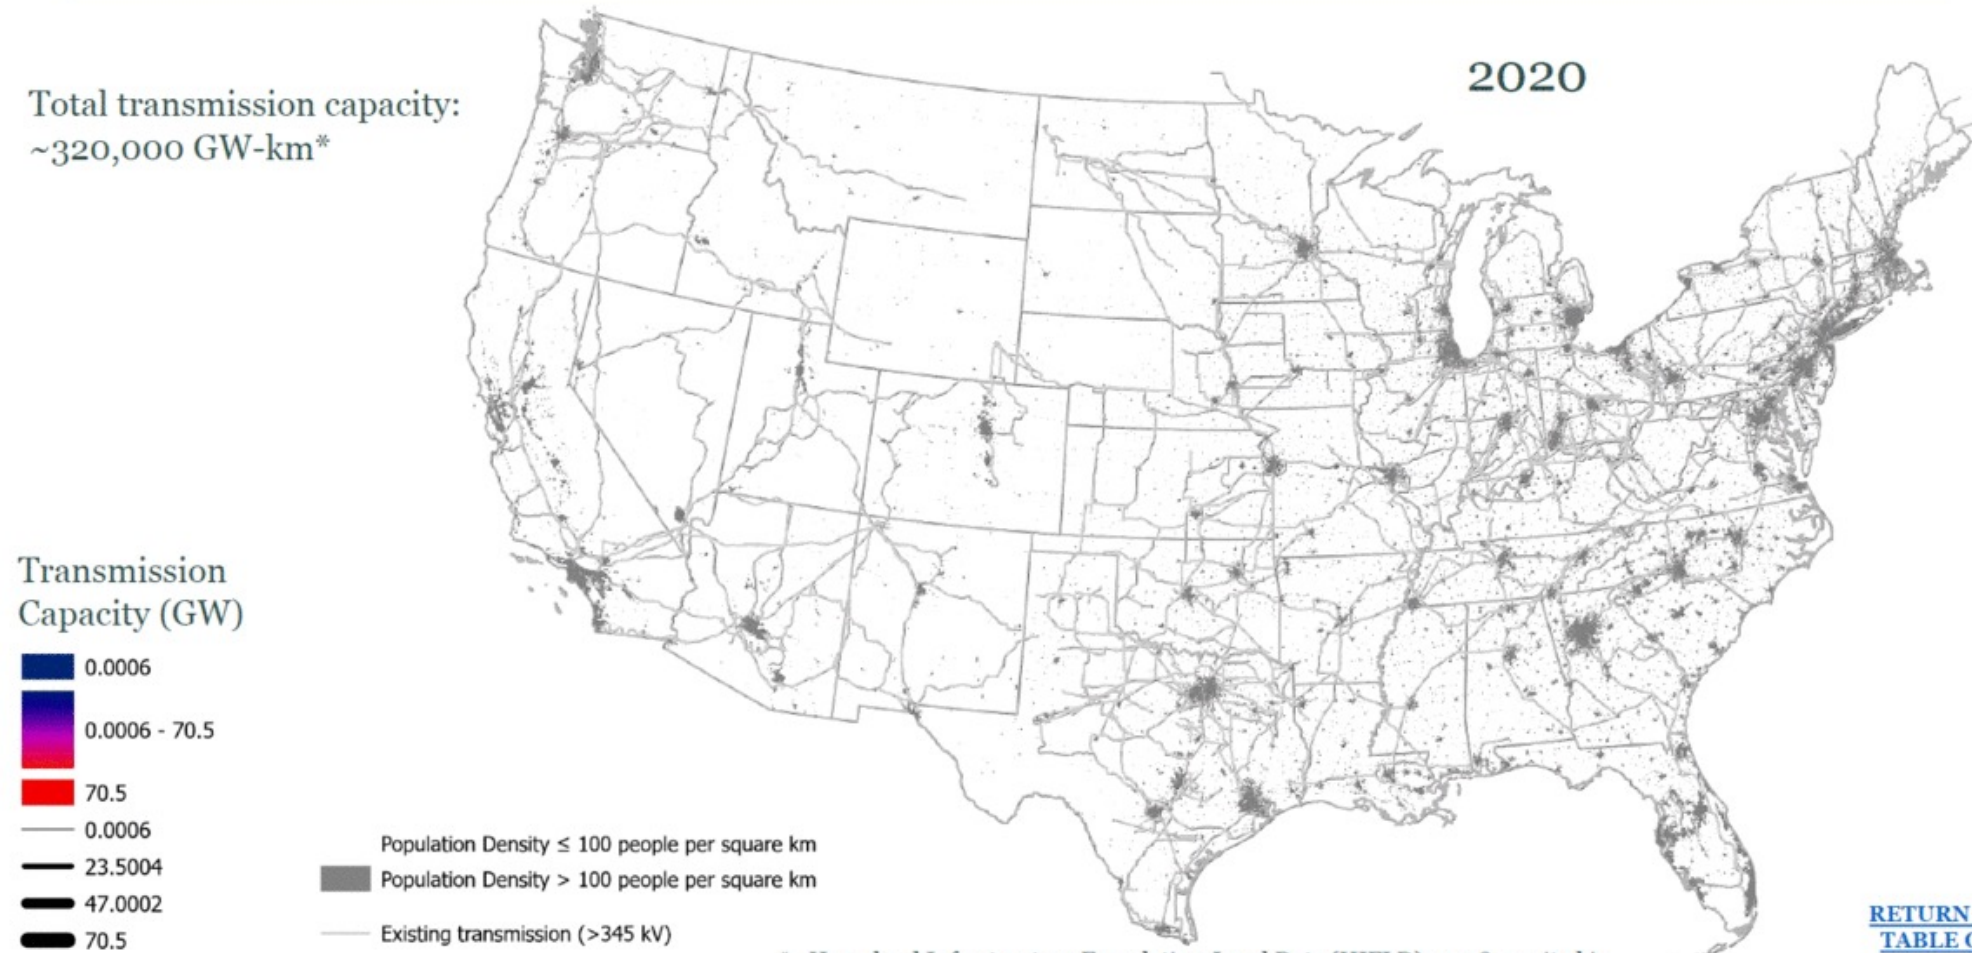 2020
Total transmission capacity:
~320,000 GW-km*
Transmission
Capacity (GW)
0.0006
0.0006 - 70.5
70.5
0.0006
23.5004
47.0002
70.5
Population Density ≤ 100 people per square km
Population Density > 100 people per square km
Existing transmission (>345 kV)
RETURN
TABLE